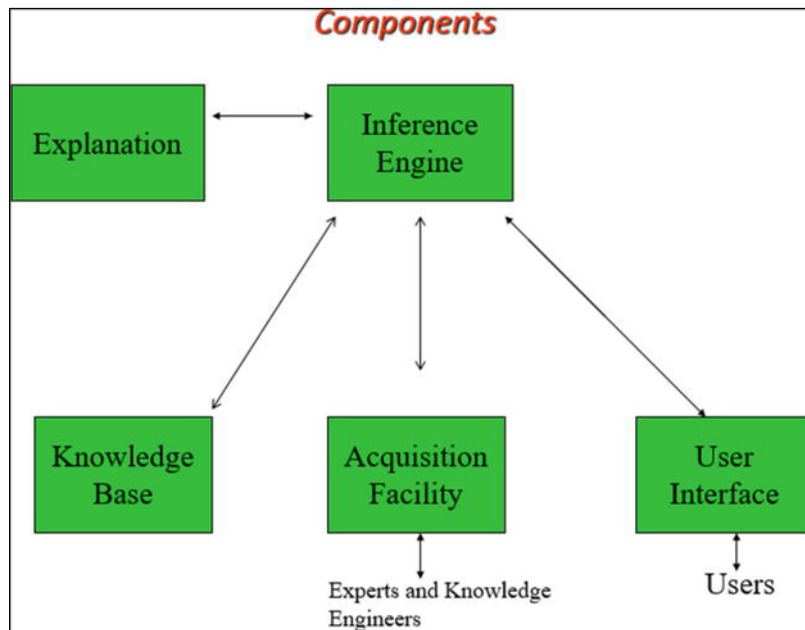 Components
Explanation
Inference
Engine
Knowledge
Base
Acquisition
Facility
User
Interface
Experts and Knowledge
Engineers
Users